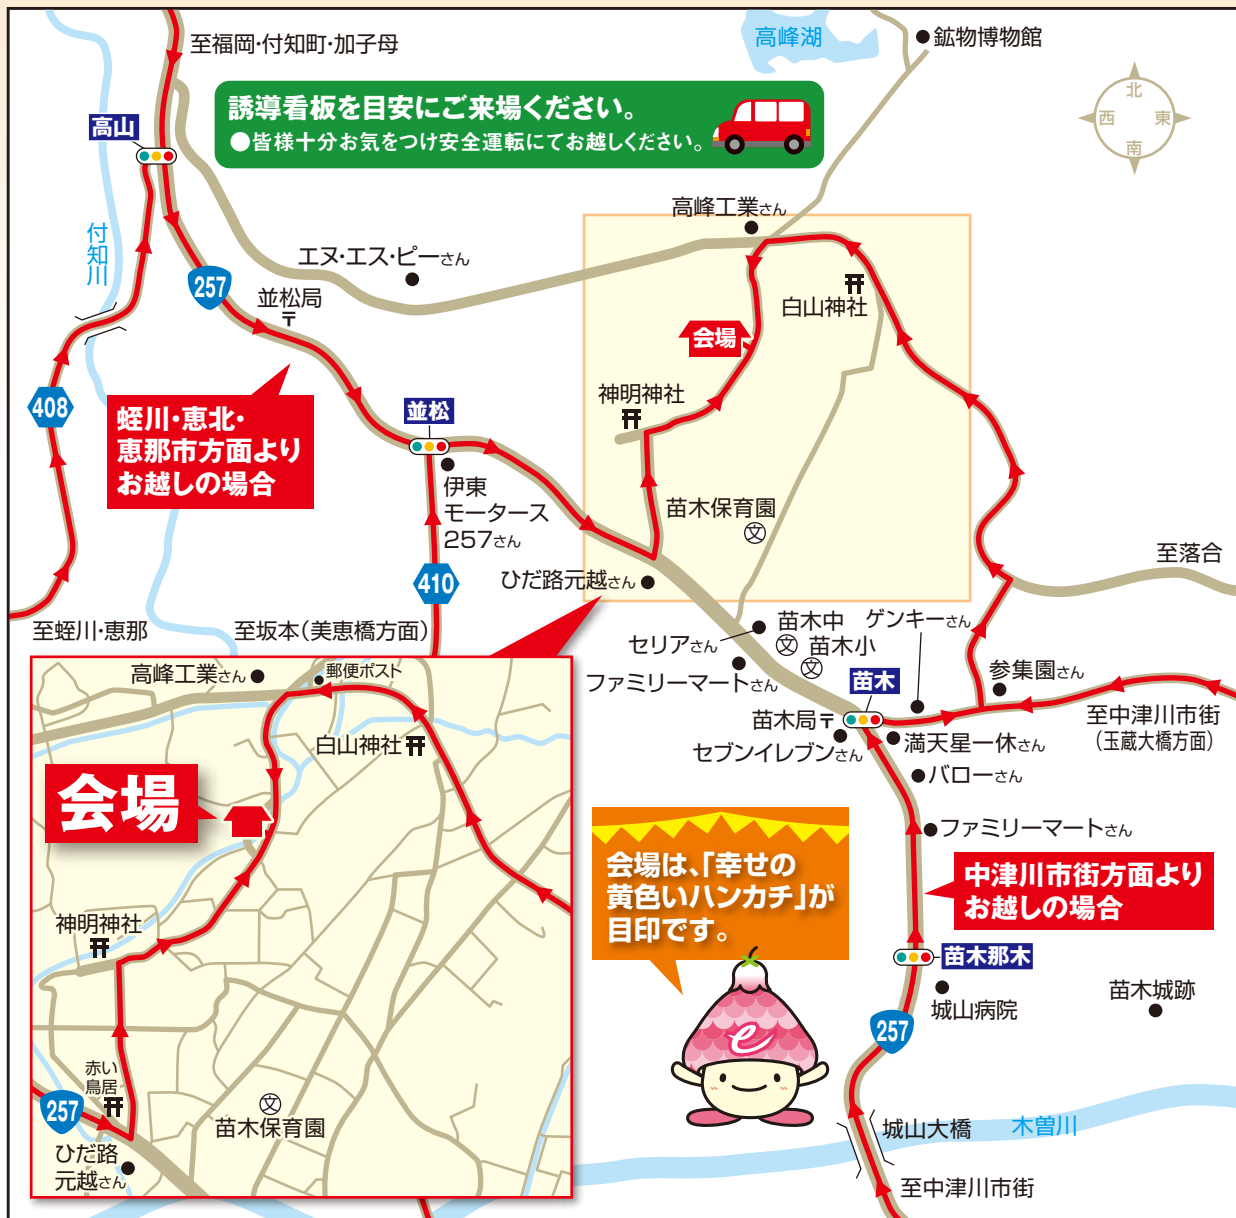 至福岡・付知町・加子母
高峰湖
鉱物博物館
誘導看板を目安にご来場ください。
●皆様十分お気をつけ安全運転にてお越しください。
北
西
東
南
高山
付知川
エヌ・エス・ピーさん
高峰工業さん
257
並松局
〒
白山神社
会場
神明神社
408
蛭川・恵北・
恵那市方面より
お越しの場合
並松
伊東
モータース
257さん
苗木保育園
文
410
ひだ路元越さん
至落合
至蛭川・恵那
至坂本(美恵橋方面)
セリアさん
苗木中
文
苗木小
文
ゲンキーさん
ファミリーマートさん
苗木
参集園さん
苗木局〒
セブンイレブンさん
満天星一休さん
至中津川市街
(玉蔵大橋方面)
バローさん
ファミリーマートさん
中津川市街方面より
お越しの場合
苗木那木
城山病院
苗木城跡
257
城山大橋
木曽川
至中津川市街
会場は、「幸せの
黄色いハンカチ」が
目印です。
e
高峰工業さん
郵便ポスト
白山神社
会場
神明神社
赤い
鳥居
257
文
苗木保育園
ひだ路
元越さん